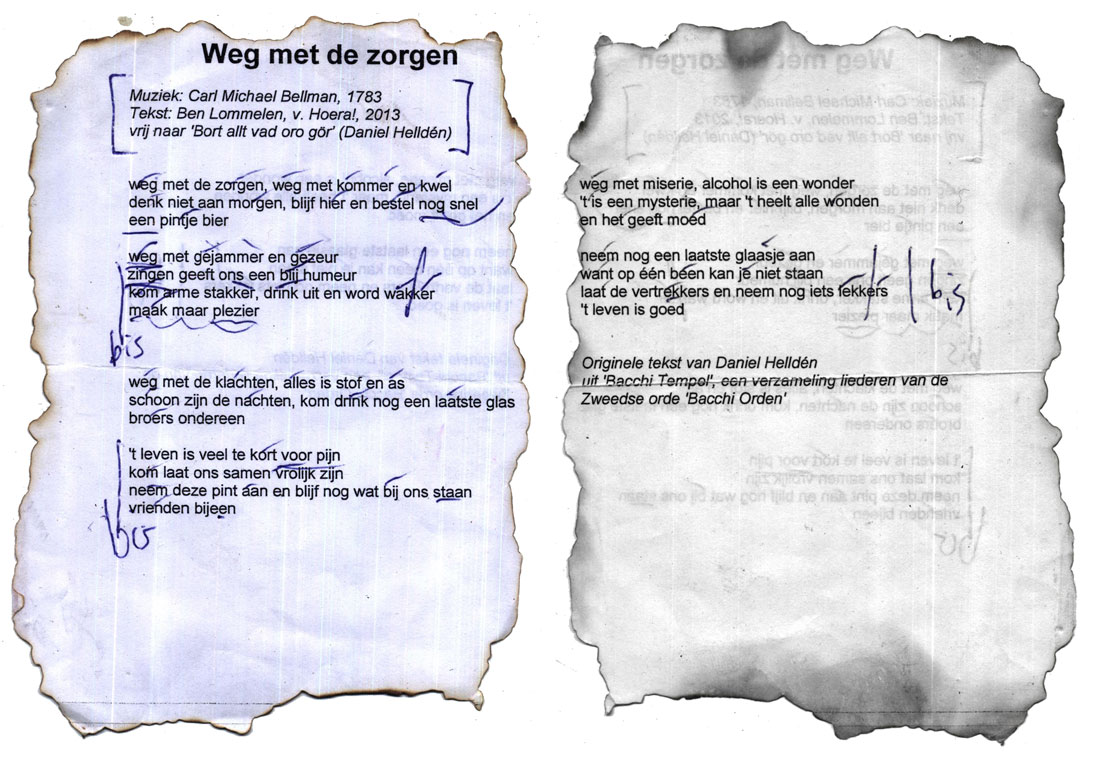 Weg met de zorgen
Muziek: Carl Michael Bellman, 1783
Tekst: Ben Lommelen, v. Hoera!, 2013
vrij naar 'Bort allt vad oro gör' (Daniel Helldén)
weg met de zorgen, weg met kommer en kwel
denk niet aan morgen, blijf hier en bestel nog snel
een pintje bier
weg met gejammer en gezeur
zingen geeft ons een blij humeur
kom arme stakker, drink uit en word wakker
maak maar plezier
bis
weg met de klachten, alles is stof en as
schoon zijn de nachten, kom drink nog een laatste glas
broers ondereen
't leven is veel te kort voor pijn
kom laat ons samen vrolijk zijn
neem deze pint aan en blijf nog wat bij ons staan
vrienden bijeen
weg met miserie, alcohol is een wonder
't is een mysterie, maar 't heelt alle wonden
en het geeft moed
neem nog een laatste glaasje aan
want op één been kan je niet staan
laat de vertrekkers en neem nog iets lekkers
't leven is goed
bis
Originele tekst van Daniel Helldén
uit 'Bacchi Tempel', een verzameling liederen van de
Zweedse orde 'Bacchi Orden'